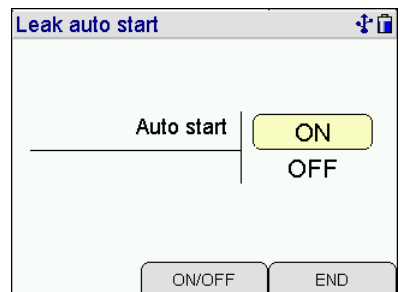 Leak auto start
Auto start
ON
OFF
ON/OFF
END